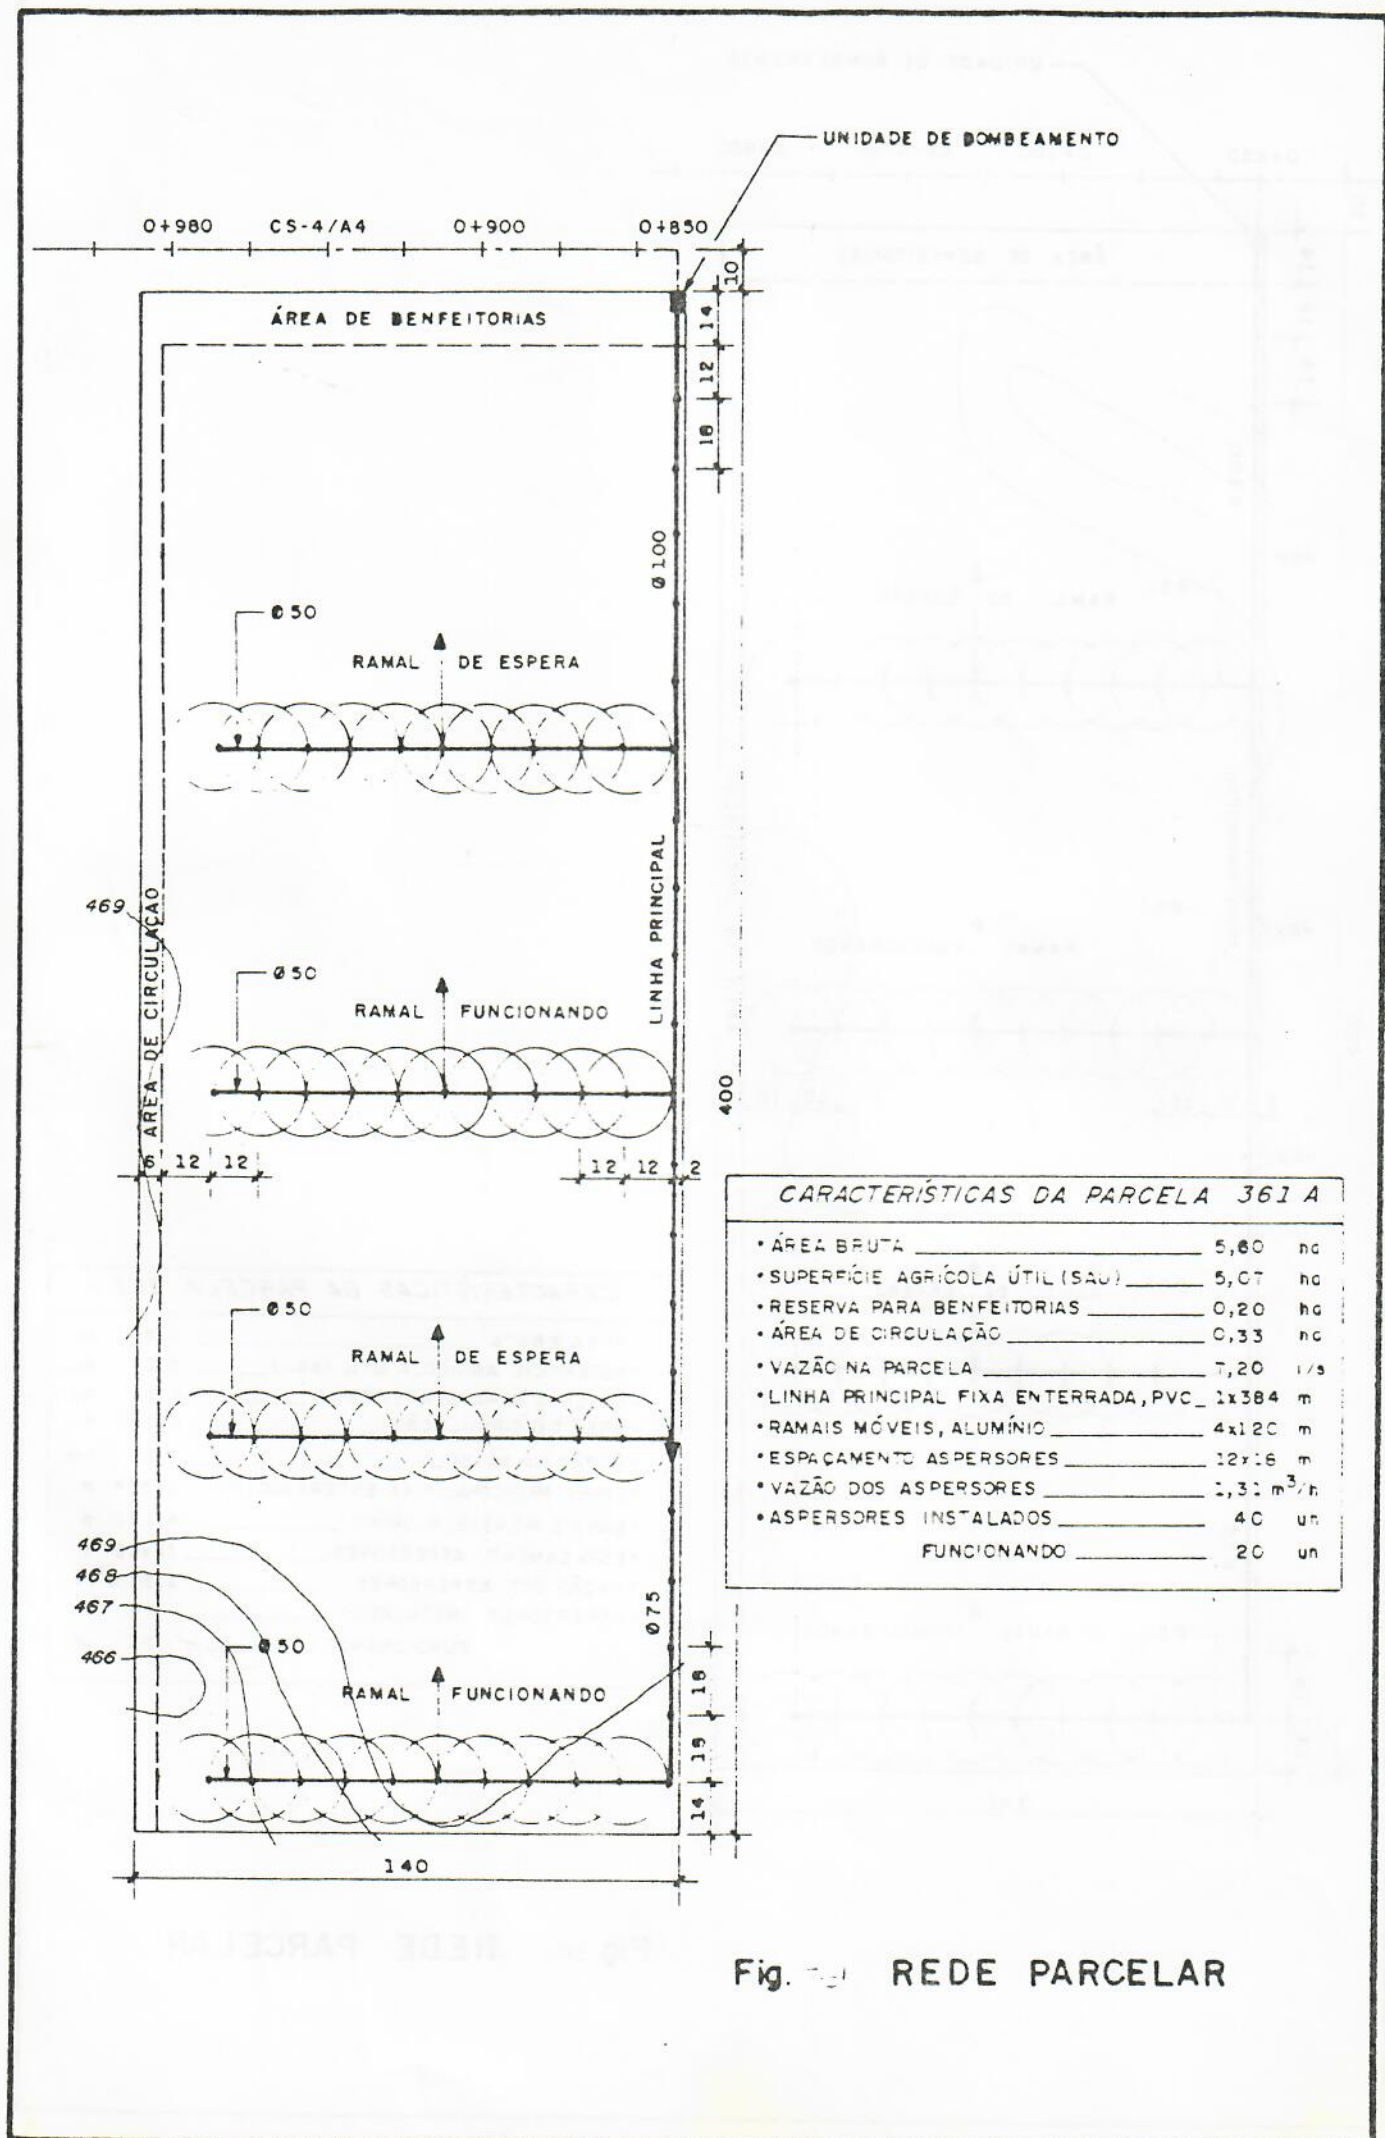 UNIDADE DE BOMBEAMENTO
0+980 CS-4/A4 0+900 0+850
10
ÁREA DE BENFEITORIAS
14
12
18
Ø100
Ø50
RAMAL DE ESPERA
LINHA PRINCIPAL
469
ÁREA DE CIRCULAÇÃO
Ø50
RAMAL FUNCIONANDO
400
6 12 12 12 12 2
CARACTERÍSTICAS DA PARCELA 361 A
• ÁREA BRUTA 5,60 ha
• SUPERFÍCIE AGRÍCOLA ÚTIL (SAU) 5,07 ha
• RESERVA PARA BENFEITORIAS 0,20 ha
• ÁREA DE CIRCULAÇÃO 0,33 ha
• VAZÃO NA PARCELA 7,20 l/s
• LINHA PRINCIPAL FIXA ENTERRADA, PVC 1x384 m
• RAMAIS MÓVEIS, ALUMÍNIO 4x120 m
• ESPAÇAMENTO ASPERSORES 12x18 m
• VAZÃO DOS ASPERSORES 1,31 m³/h
• ASPERSORES INSTALADOS 40 un
FUNCIONANDO 20 un
Ø50
RAMAL DE ESPERA
469
468
467
466
Ø75
Ø50
RAMAL FUNCIONANDO
18
18
14
140
Fig. REDE PARCELAR